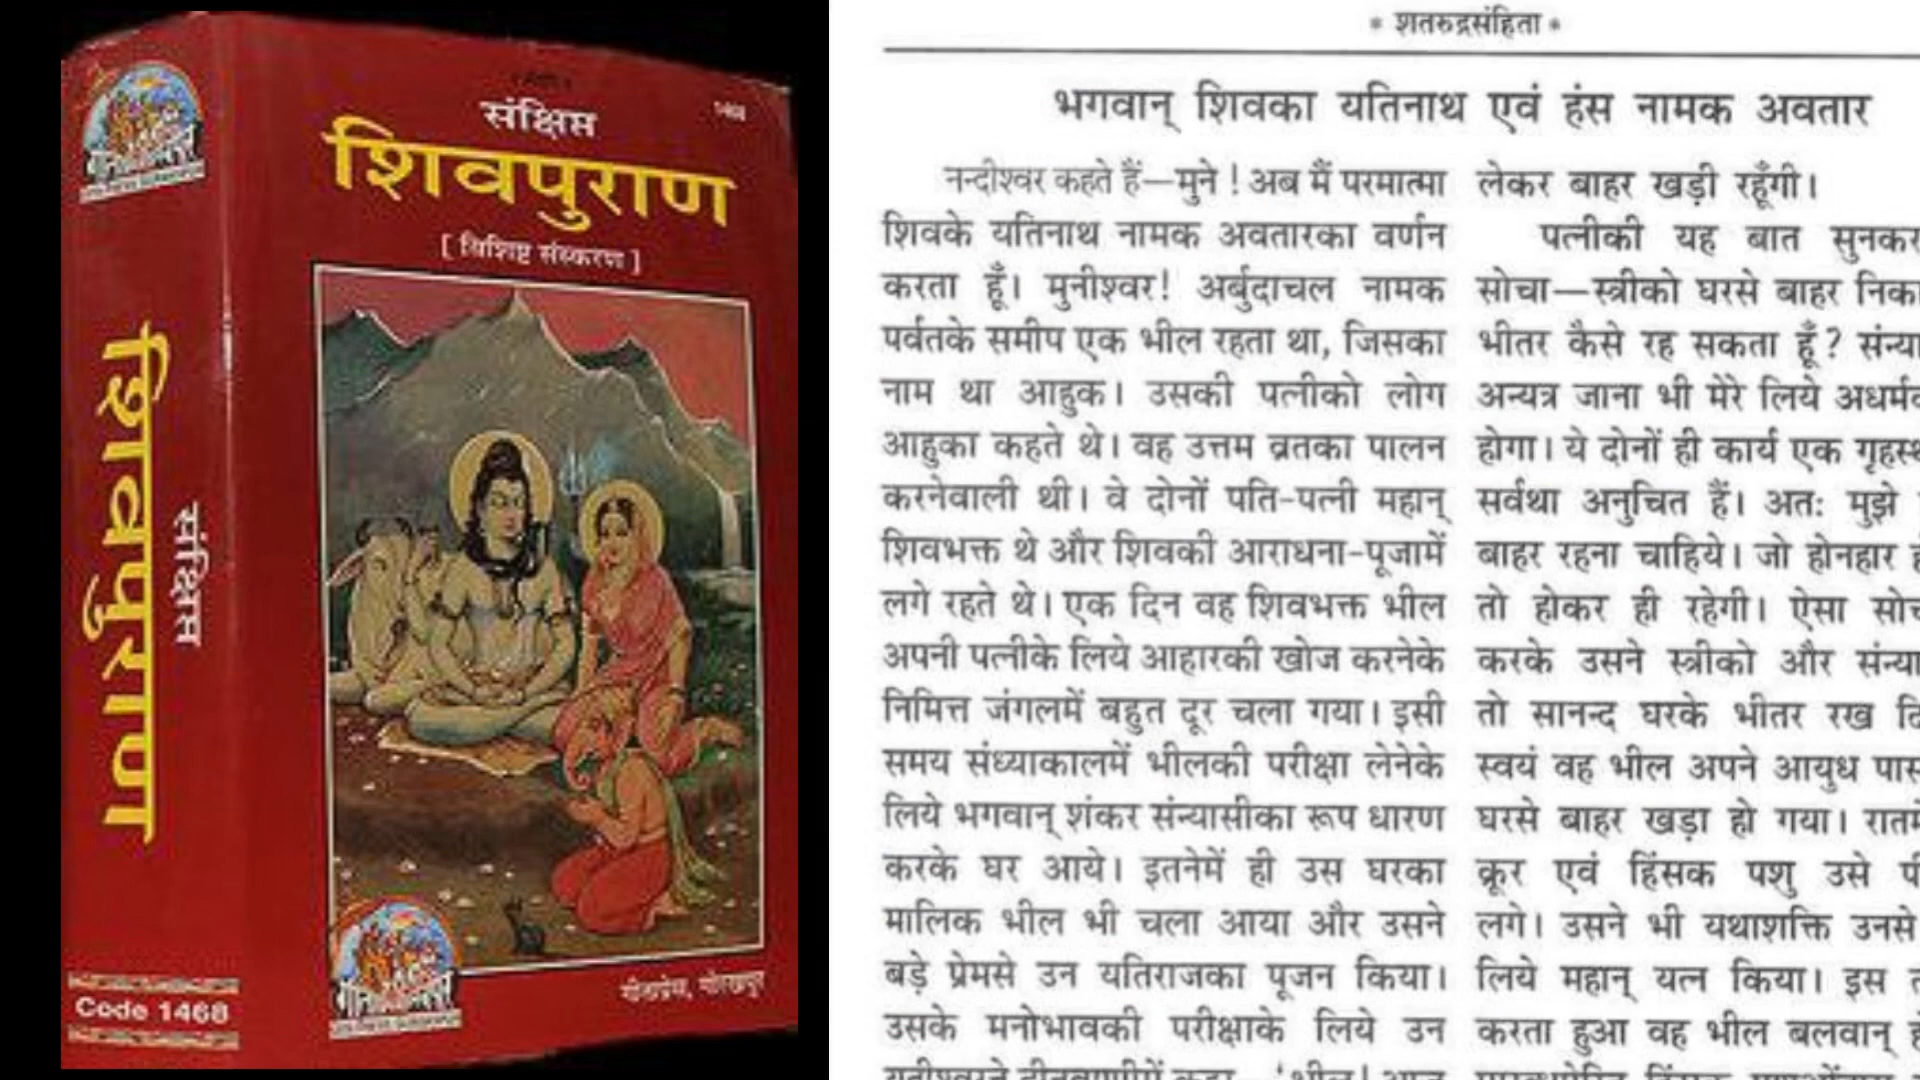 संक्षिप्त
१468
शिवपुराण
[ विशिष्ट संस्करण ]
गीताप्रेस, गोरखपुर
शिवपुराण
संक्षिप्त
Code 1468
* शतरुद्रसंहिता *
भगवान् शिवका यतिनाथ एवं हंस नामक अवतार
नन्दीश्वर कहते हैं—मुने ! अब मैं परमात्मा
शिवके यतिनाथ नामक अवतारका वर्णन
करता हूँ। मुनीश्वर! अर्बुदाचल नामक
पर्वतके समीप एक भील रहता था, जिसका
नाम था आहुक। उसकी पत्नीको लोग
आहुका कहते थे। वह उत्तम व्रतका पालन
करनेवाली थी। वे दोनों पति-पत्नी महान्
शिवभक्त थे और शिवकी आराधना-पूजामें
लगे रहते थे। एक दिन वह शिवभक्त भील
अपनी पत्नीके लिये आहारकी खोज करनेके
निमित्त जंगलमें बहुत दूर चला गया। इसी
समय संध्याकालमें भीलकी परीक्षा लेनेके
लिये भगवान् शंकर संन्यासीका रूप धारण
करके घर आये। इतनेमें ही उस घरका
मालिक भील भी चला आया और उसने
बड़े प्रेमसे उन यतिराजका पूजन किया।
उसके मनोभावकी परीक्षाके लिये उन
लेकर बाहर खड़ी रहूँगी।
पत्नीकी यह बात सुनकर
सोचा—स्त्रीको घरसे बाहर
भीतर कैसे रह सकता हूँ?
अन्यत्र जाना भी मेरे लिये
होगा। ये दोनों ही कार्य एक
सर्वथा अनुचित हैं। अतः मुझे
बाहर रहना चाहिये। जो होनहार
तो होकर ही रहेगी। ऐसा
करके उसने स्त्रीको और
तो सानन्द घरके भीतर रख
स्वयं वह भील अपने आयुध पास
घरसे बाहर खड़ा हो गया।
क्रूर एवं हिंसक पशु उसे
लगे। उसने भी यथाशक्ति उनसे
लिये महान् यत्न किया। इस
करता हुआ वह भील बलवान्